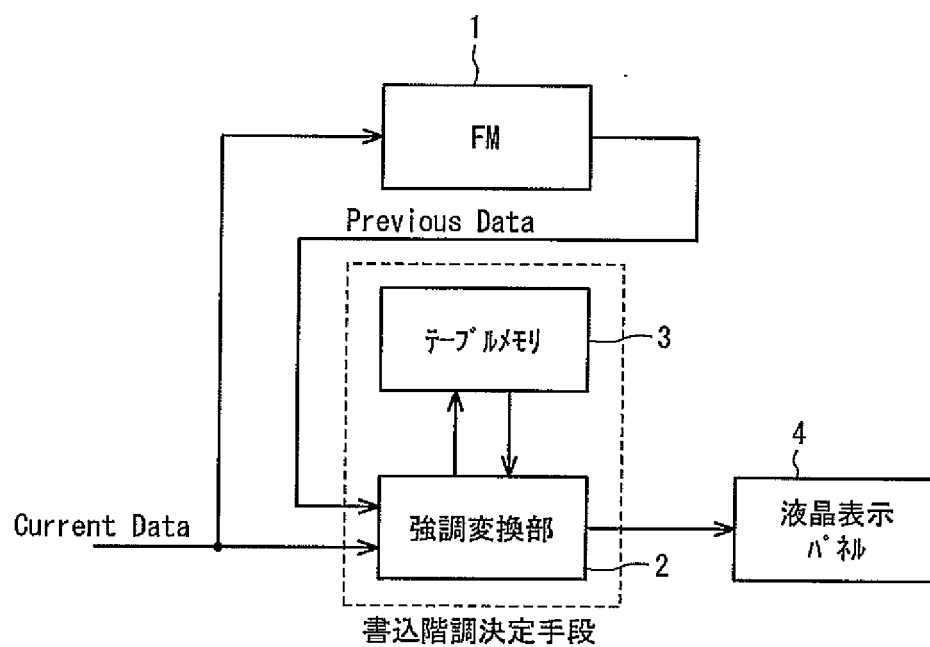 1
FM
Previous Data
テーブルメモリ
3
4
Current Data
強調変換部
液晶表示
パネル
2
書込階調決定手段